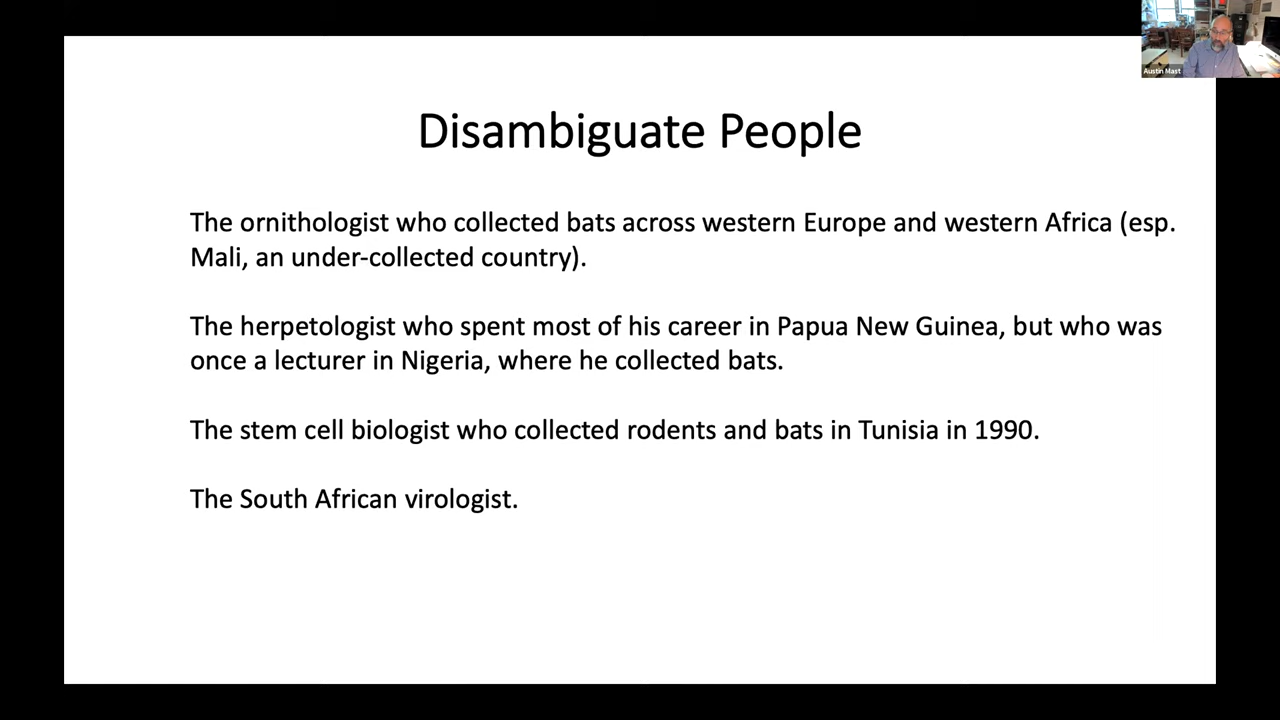 Austin Mast
Disambiguate People
The ornithologist who collected bats across western Europe and western Africa (esp.
Mali, an under-collected country).
The herpetologist who spent most of his career in Papua New Guinea, but who was
once a lecturer in Nigeria, where he collected bats.
The stem cell biologist who collected rodents and bats in Tunisia in 1990.
The South African virologist.